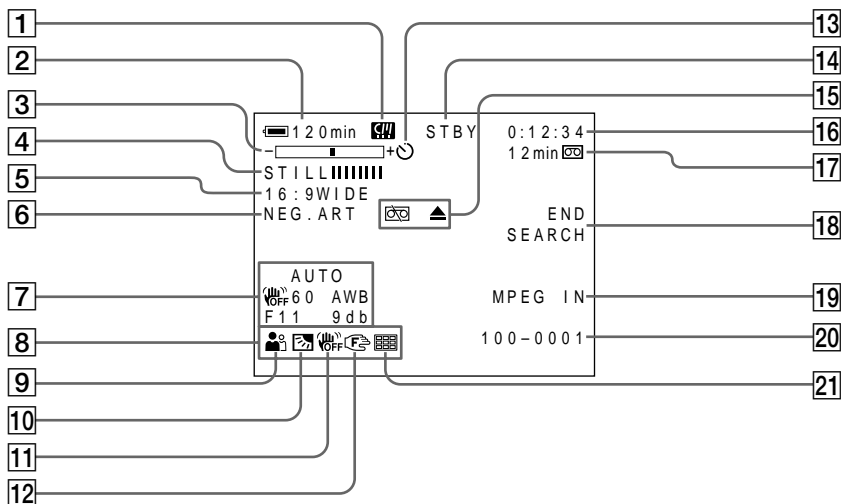 1
2
3
4
5
6
7
8
9
10
11
12
13
14
15
16
17
18
19
20
21
120min STBY 0:12:34
− + 12min
STILL
16:9WIDE
NEG.ART END
SEARCH
AUTO
OFF 60 AWB MPEG IN
F11 9db
OFF F 100–0001